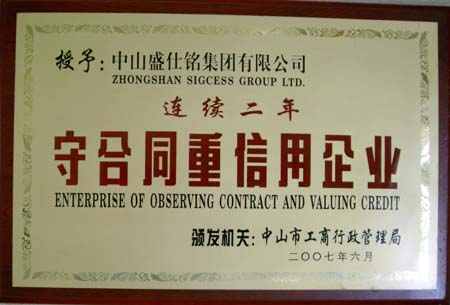 授予：中山盛仕铭集团有限公司
ZHONGSHAN SIGCESS GROUP LTD.
连续二年
守合同重信用企业
ENTERPRISE OF OBSERVING CONTRACT AND VALUING CREDIT
颁发机关：中山市工商行政管理局
二〇〇七年六月